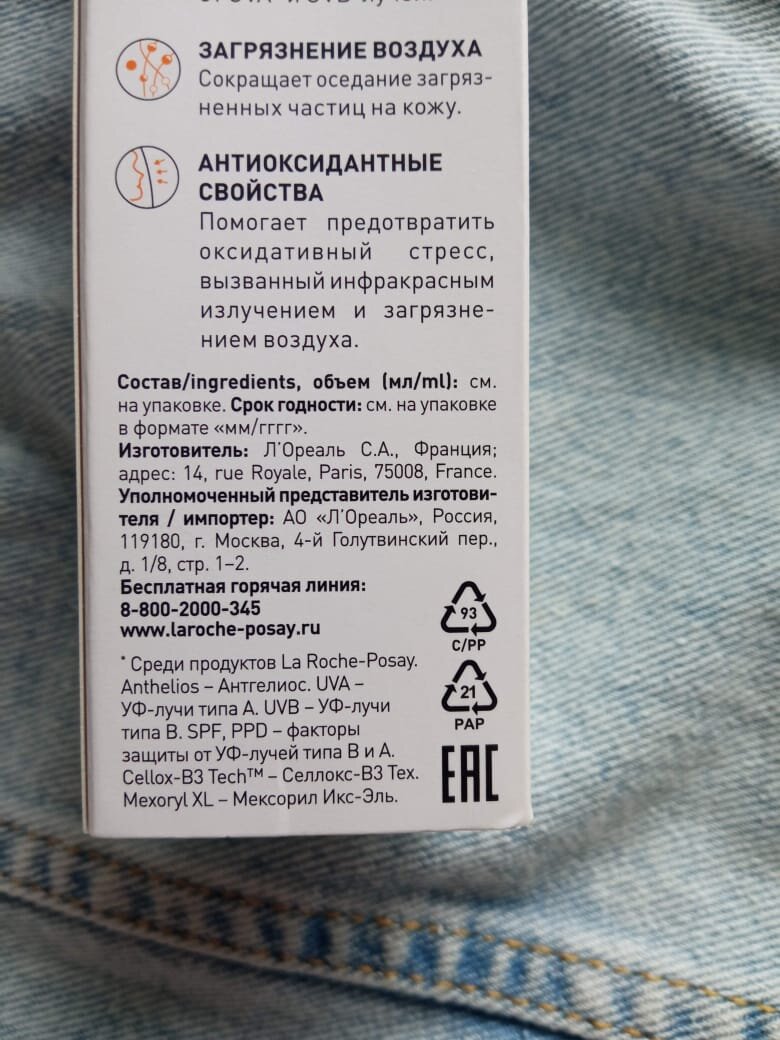 ЗАГРЯЗНЕНИЕ ВОЗДУХА
Сокращает оседание загряз-
ненных частиц на кожу.
АНТИОКСИДАНТНЫЕ
СВОЙСТВА
Помогает предотвратить
оксидативный стресс,
вызванный инфракрасным
излучением и загрязне-
нием воздуха.
Состав/ingredients, объем (мл/ml): см.
на упаковке. Срок годности: см. на упаковке
в формате «мм/гггг».
Изготовитель: Л'Ореаль С.А., Франция;
адрес: 14, rue Royale, Paris, 75008, France.
Уполномоченный представитель изготови-
теля / импортер: АО «Л'Ореаль», Россия,
119180, г. Москва, 4-й Голутвинский пер.,
д. 1/8, стр. 1–2.
Бесплатная горячая линия:
8-800-2000-345
www.laroche-posay.ru
* Среди продуктов La Roche-Posay.
Anthelios – Антгелиос. UVA –
УФ-лучи типа А. UVB – УФ-лучи
типа В. SPF, PPD – факторы
защиты от УФ-лучей типа В и А.
Cellox-B3 Tech™ – Селлокс-В3 Тех.
Mexoryl XL – Мексорил Икс-Эль.
93
C/PP
21
PAP
EAC